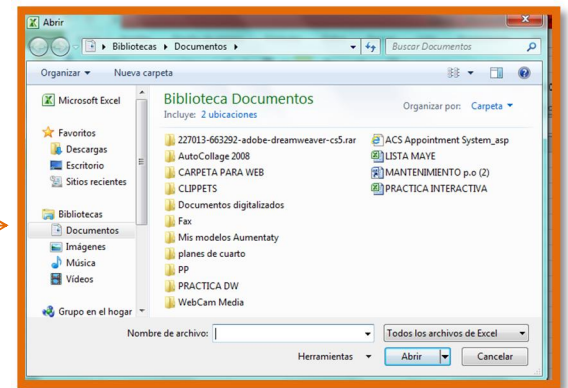 Abrir
Bibliotecas ▸ Documentos ▸
Buscar Documentos
Organizar
Nueva carpeta
Microsoft Excel
Favoritos
Descargas
Escritorio
Sitios recientes
Bibliotecas
Documentos
Imágenes
Música
Vídeos
Grupo en el hogar
Biblioteca Documentos
Incluye: 2 ubicaciones
Organizar por: Carpeta
227013-663292-adobe-dreamweaver-cs5.rar
AutoCollage 2008
CARPETA PARA WEB
CLIPPETS
Documentos digitalizados
Fax
Mis modelos Aumentaty
planes de cuarto
PP
PRACTICA DW
WebCam Media
ACS Appointment System_asp
LISTA MAYE
MANTENIMIENTO p.o (2)
PRACTICA INTERACTIVA
Nombre de archivo:
Todos los archivos de Excel
Herramientas
Abrir
Cancelar